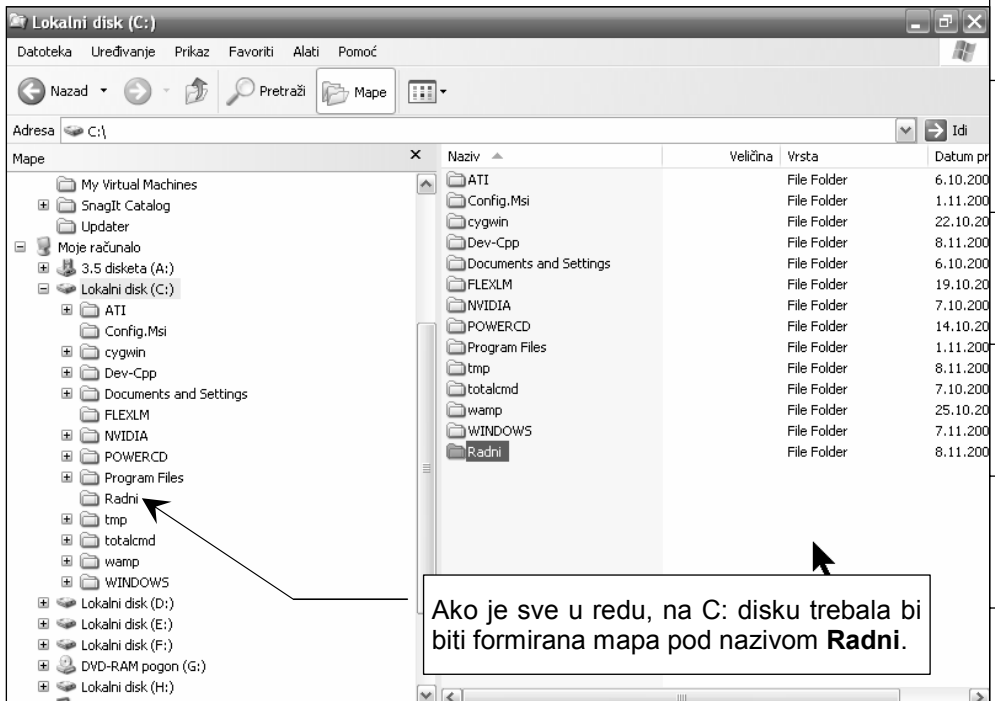 Lokalni disk (C:)
Datoteka Uređivanje Prikaz Favoriti Alati Pomoć
Nazad Pretraži Mape
Adresa C:\ Idi
Mape x
My Virtual Machines
SnagIt Catalog
Updater
Moje računalo
3.5 disketa (A:)
Lokalni disk (C:)
ATI
Config.Msi
cygwin
Dev-Cpp
Documents and Settings
FLEXLM
NVIDIA
POWERCD
Program Files
Radni
tmp
totalcmd
wamp
WINDOWS
Lokalni disk (D:)
Lokalni disk (E:)
Lokalni disk (F:)
DVD-RAM pogon (G:)
Lokalni disk (H:)
Naziv Veličina Vrsta Datum pr
ATI File Folder 6.10.200
Config.Msi File Folder 1.11.200
cygwin File Folder 22.10.20
Dev-Cpp File Folder 8.11.200
Documents and Settings File Folder 6.10.200
FLEXLM File Folder 19.10.20
NVIDIA File Folder 7.10.200
POWERCD File Folder 14.10.20
Program Files File Folder 1.11.200
tmp File Folder 8.11.200
totalcmd File Folder 7.10.200
wamp File Folder 25.10.20
WINDOWS File Folder 7.11.200
Radni File Folder 8.11.200
Ako je sve u redu, na C: disku trebala bi
biti formirana mapa pod nazivom Radni.